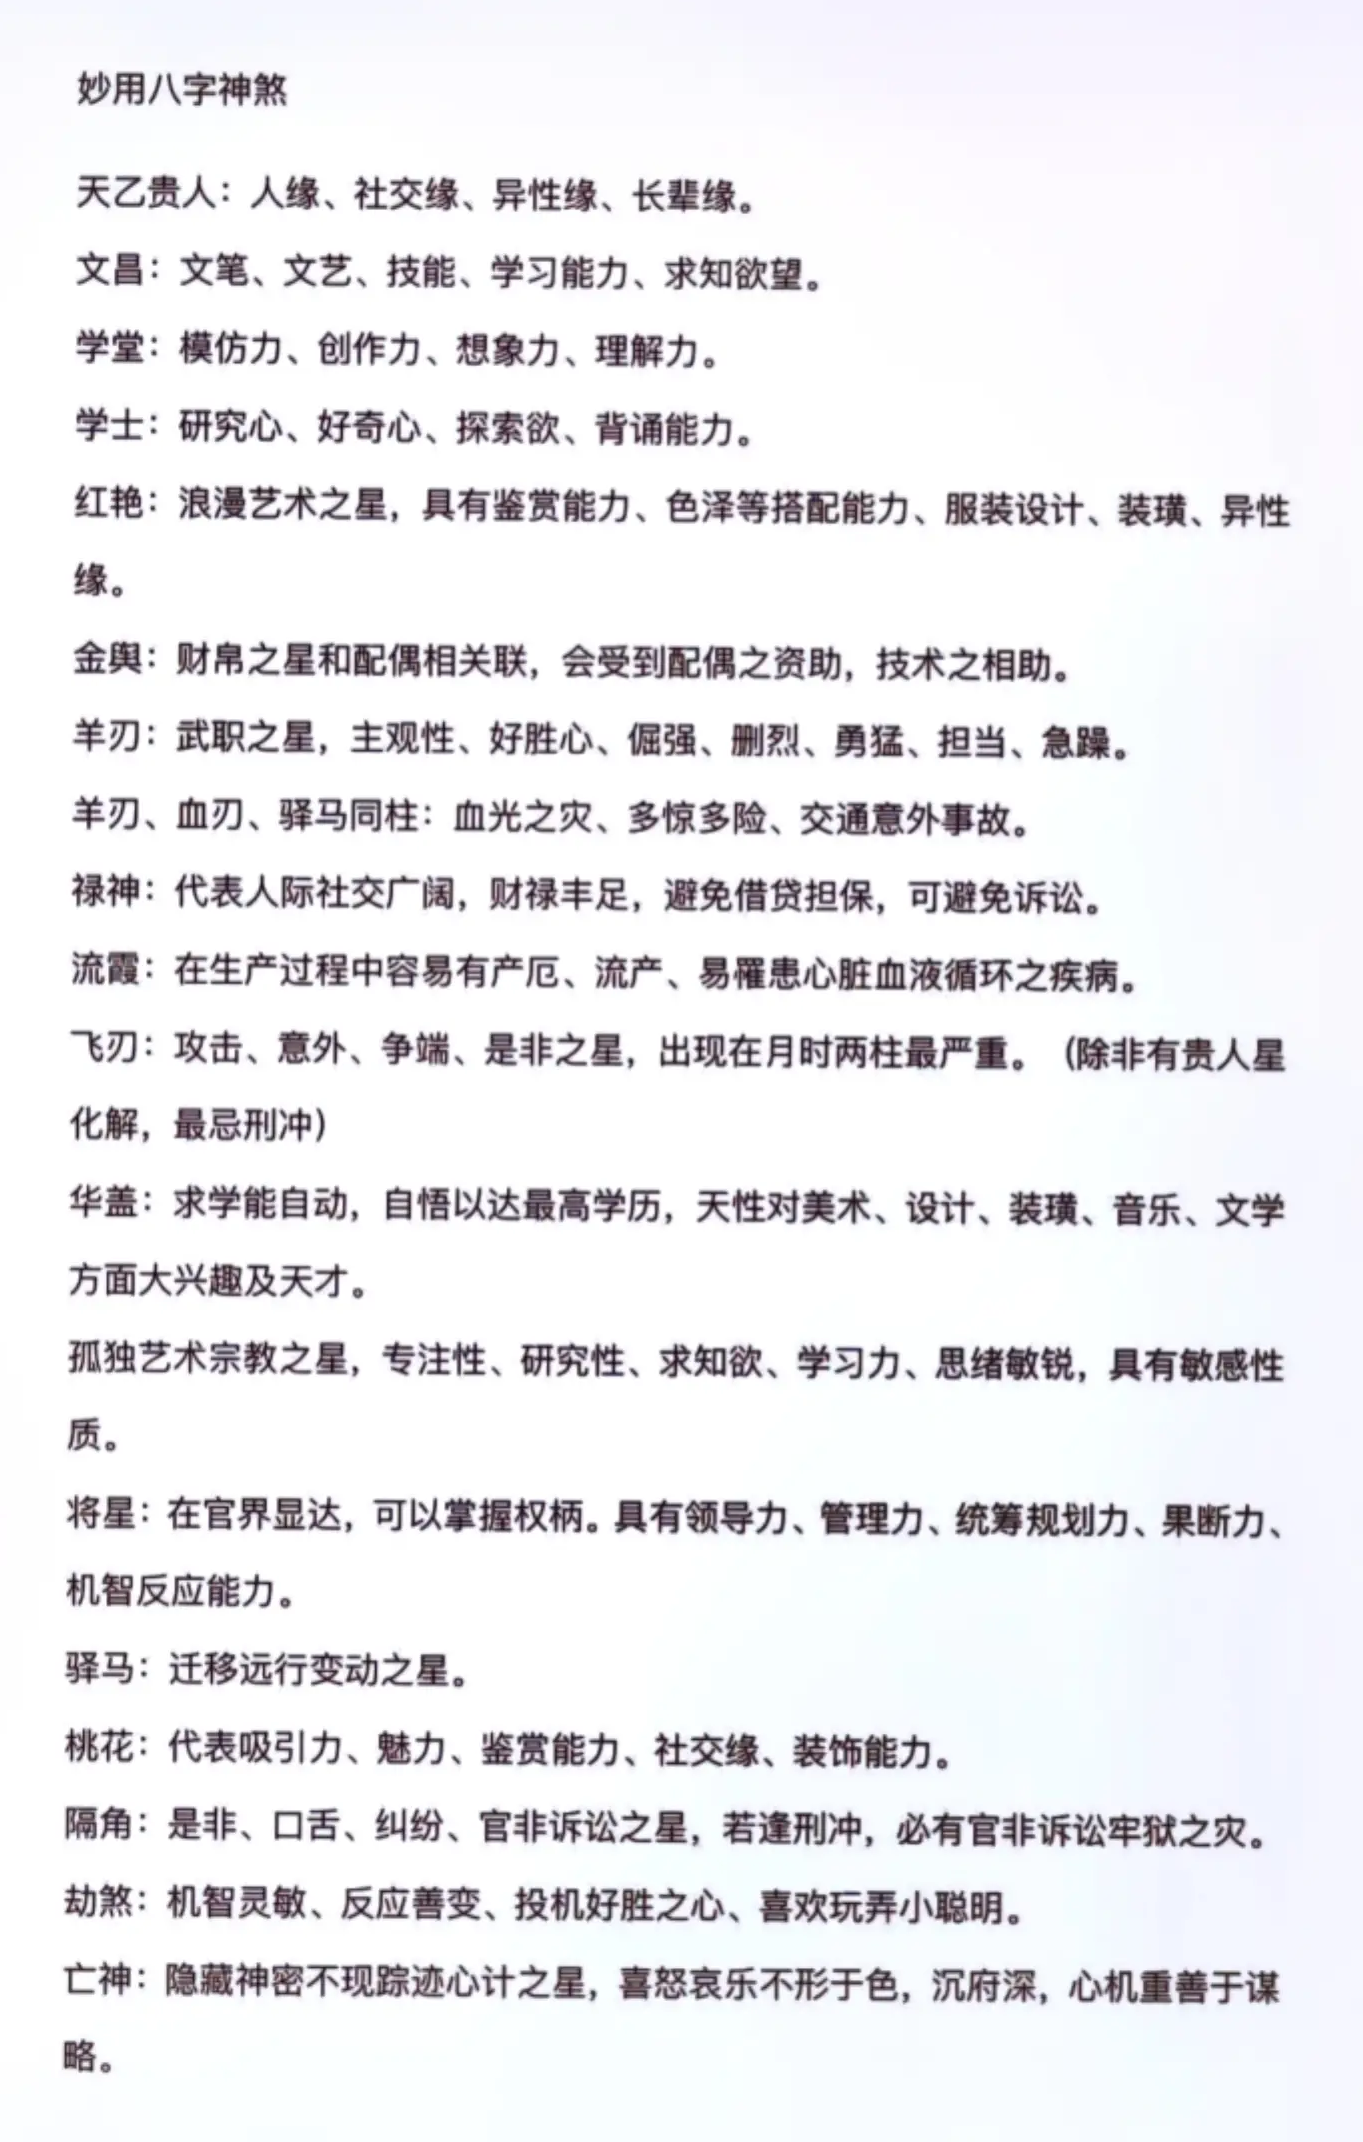 妙用八字神煞
天乙贵人：人缘、社交缘、异性缘、长辈缘。
文昌：文笔、文艺、技能、学习能力、求知欲望。
学堂：模仿力、创作力、想象力、理解力。
学士：研究心、好奇心、探索欲、背诵能力。
红艳：浪漫艺术之星，具有鉴赏能力、色泽等搭配能力、服装设计、装璜、异性
缘。
金舆：财帛之星和配偶相关联，会受到配偶之资助，技术之相助。
羊刃：武职之星，主观性、好胜心、倔强、删烈、勇猛、担当、急躁。
羊刃、血刃、驿马同柱：血光之灾、多惊多险、交通意外事故。
禄神：代表人际社交广阔，财禄丰足，避免借贷担保，可避免诉讼。
流霞：在生产过程中容易有产厄、流产、易罹患心脏血液循环之疾病。
飞刃：攻击、意外、争端、是非之星，出现在月时两柱最严重。（除非有贵人星
化解，最忌刑冲）
华盖：求学能自动，自悟以达最高学历，天性对美术、设计、装璜、音乐、文学
方面大兴趣及天才。
孤独艺术宗教之星，专注性、研究性、求知欲、学习力、思绪敏锐，具有敏感性
质。
将星：在官界显达，可以掌握权柄。具有领导力、管理力、统筹规划力、果断力、
机智反应能力。
驿马：迁移远行变动之星。
桃花：代表吸引力、魅力、鉴赏能力、社交缘、装饰能力。
隔角：是非、口舌、纠纷、官非诉讼之星，若逢刑冲，必有官非诉讼牢狱之灾。
劫煞：机智灵敏、反应善变、投机好胜之心、喜欢玩弄小聪明。
亡神：隐藏神密不现踪迹心计之星，喜怒哀乐不形于色，沉府深，心机重善于谋
略。